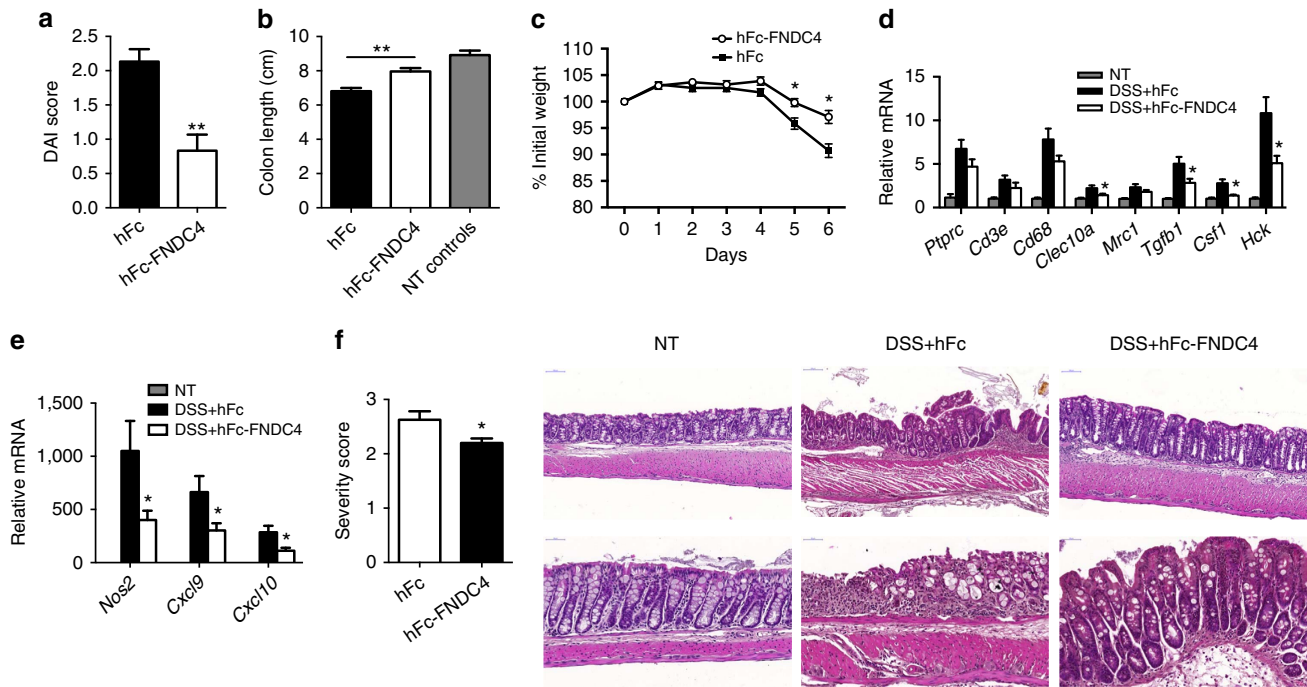 a
DAI score
2.5
2.0
1.5
1.0
0.5
0.0
**
hFc
hFc-FNDC4
b
Colon length (cm)
10
8
6
4
2
0
**
hFc
hFc-FNDC4
NT controls
c
hFc-FNDC4
hFc
% Initial weight
110
105
100
95
90
85
80
* *
0 1 2 3 4 5 6
Days
d
NT
DSS+hFc
DSS+hFc-FNDC4
Relative mRNA
15
10
5
0
* * * *
Ptprc
Cd3e
Cd68
Clec10a
Mrc1
Tgfb1
Csf1
Hck
e
NT
DSS+hFc
DSS+hFc-FNDC4
Relative mRNA
1,500
1,000
500
0
* * *
Nos2
Cxcl9
Cxcl10
f
Severity score
3
2
1
0
*
hFc
hFc-FNDC4
NT
DSS+hFc
DSS+hFc-FNDC4